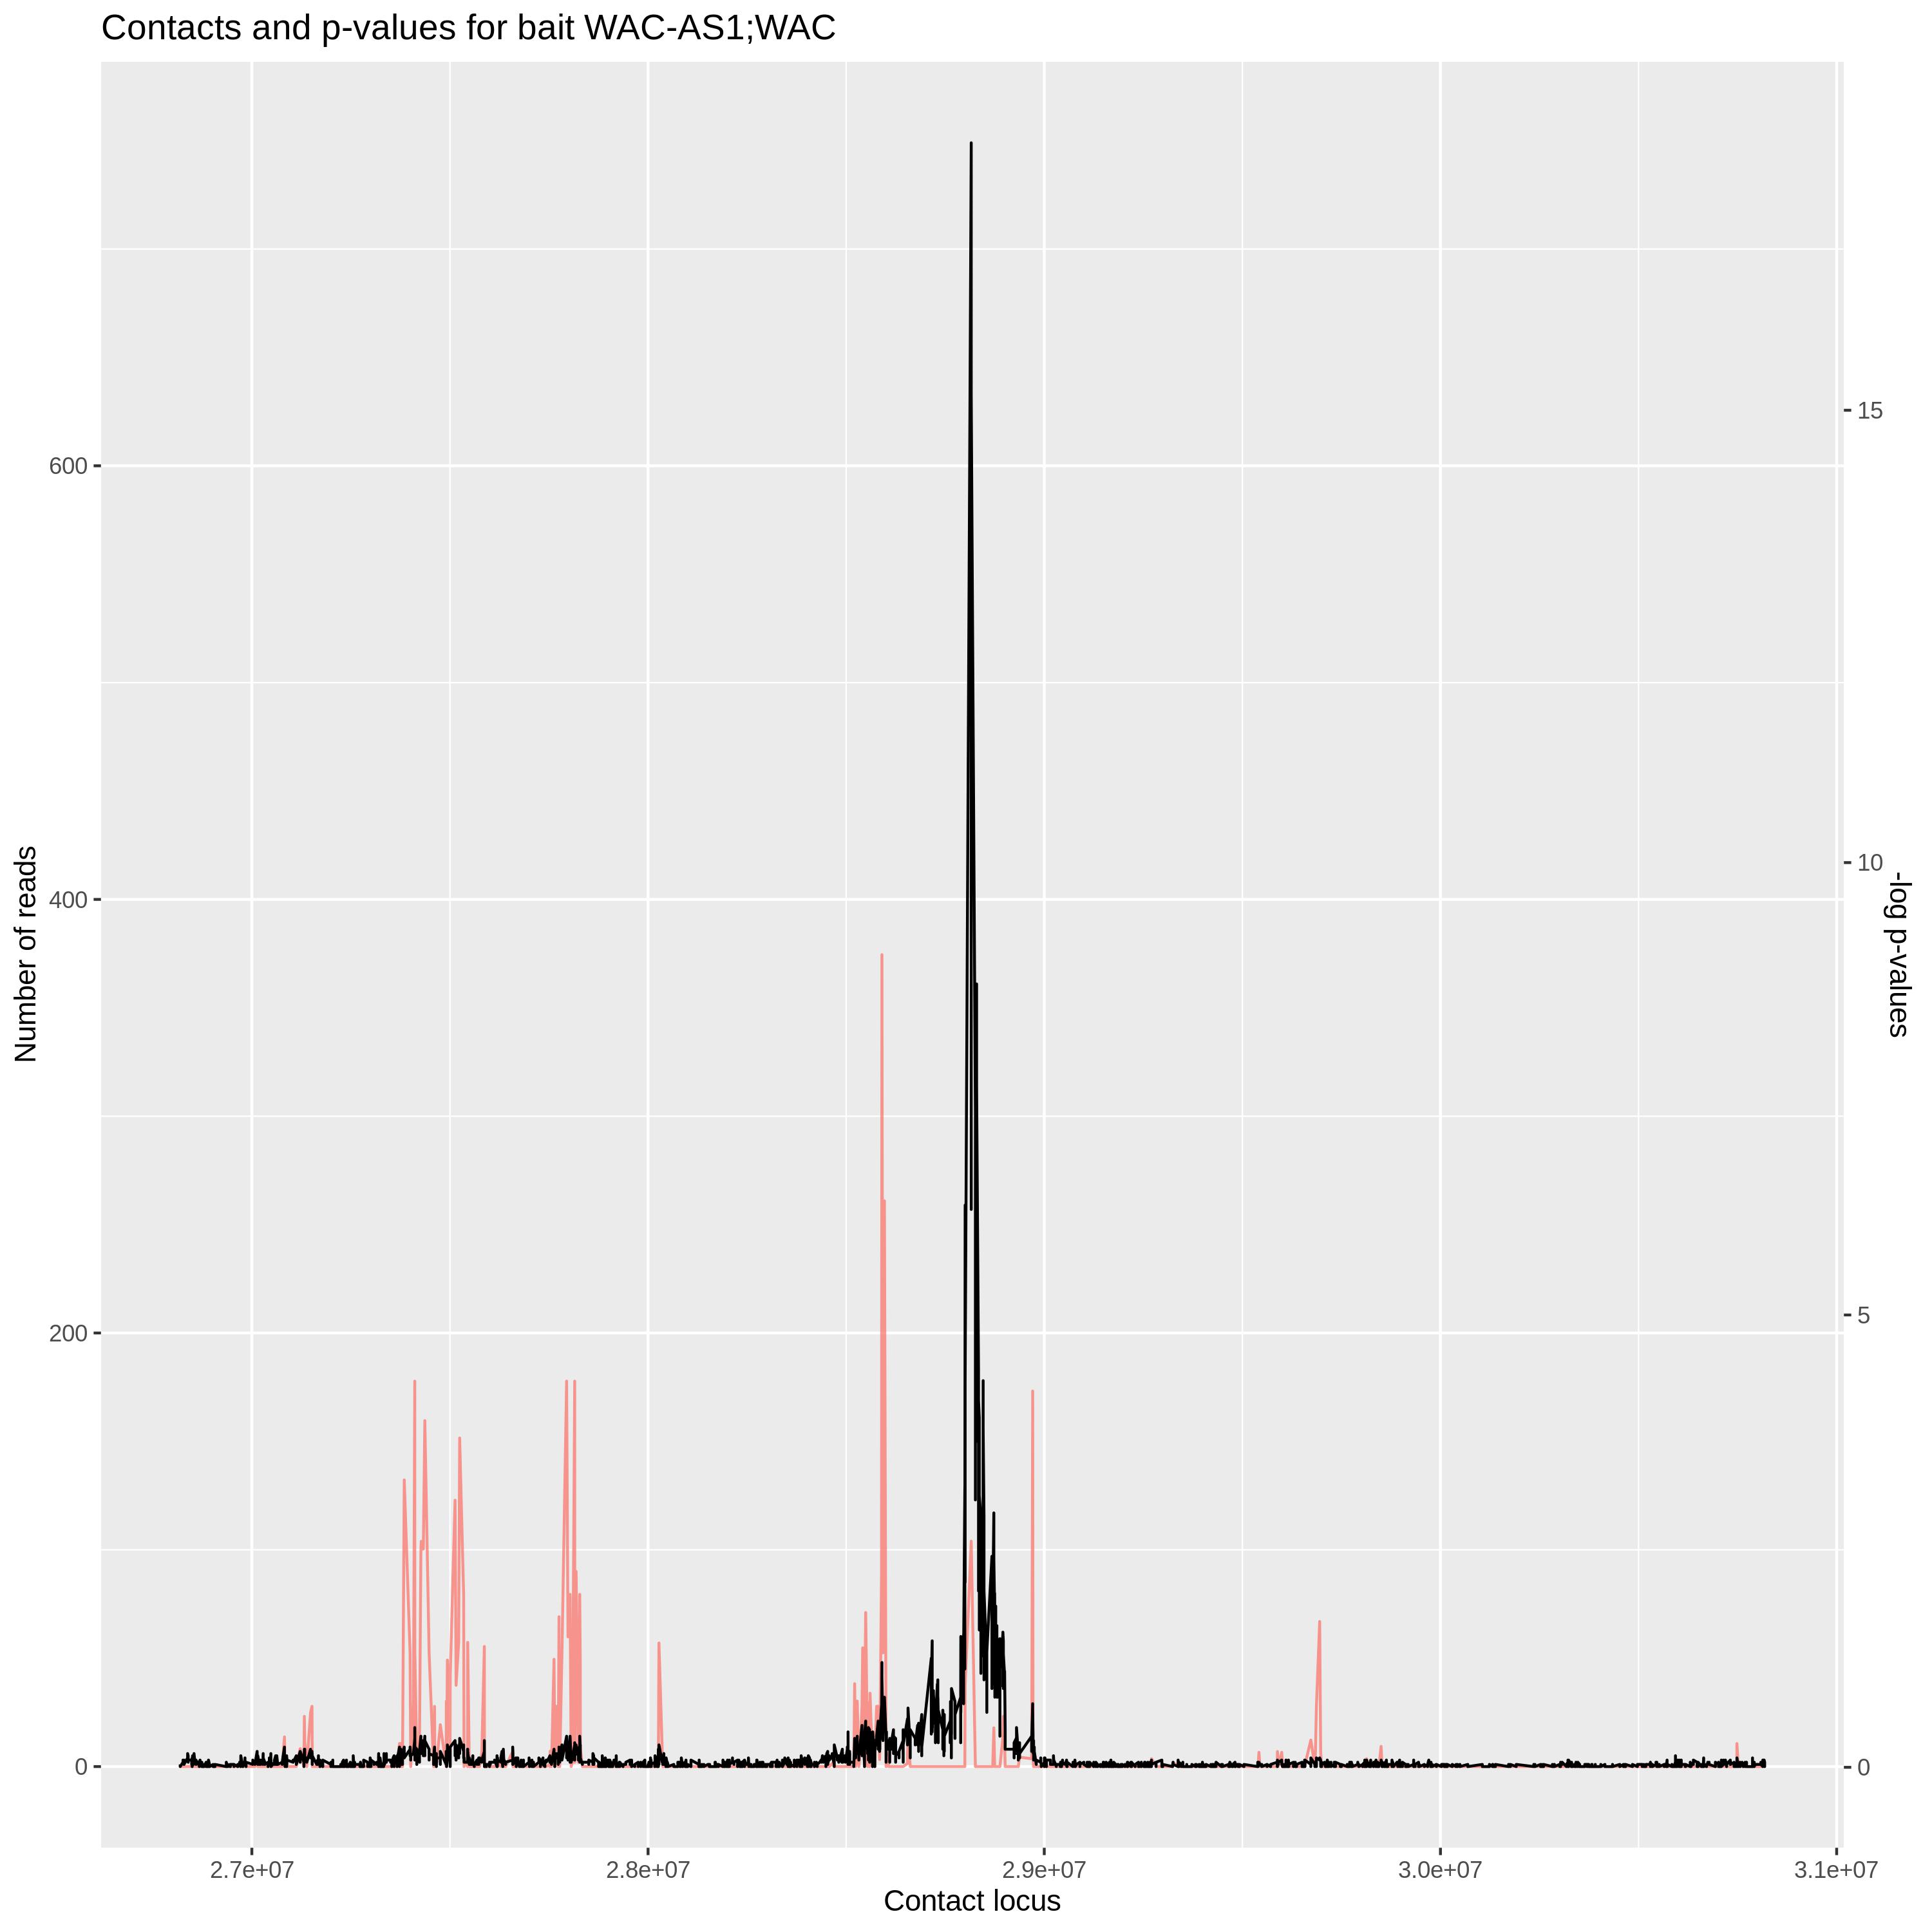 Contacts and p-values for bait WAC-AS1;WAC
Number of reads
600
400
200
0
15
10
5
0
-log p-values
2.7e+07
2.8e+07
2.9e+07
3.0e+07
3.1e+07
Contact locus